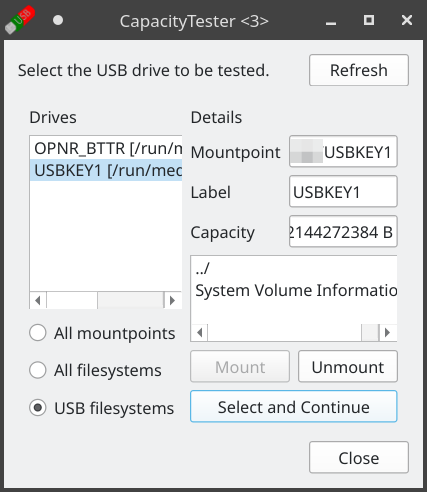 USB
CapacityTester <3>
Select the USB drive to be tested.
Refresh
Drives
OPNR_BTTR [/run/m
USBKEY1 [/run/med
All mountpoints
All filesystems
USB filesystems
Details
Mountpoint
USBKEY1
Label
USBKEY1
Capacity
2144272384 B
../
System Volume Informatio
Mount
Unmount
Select and Continue
Close